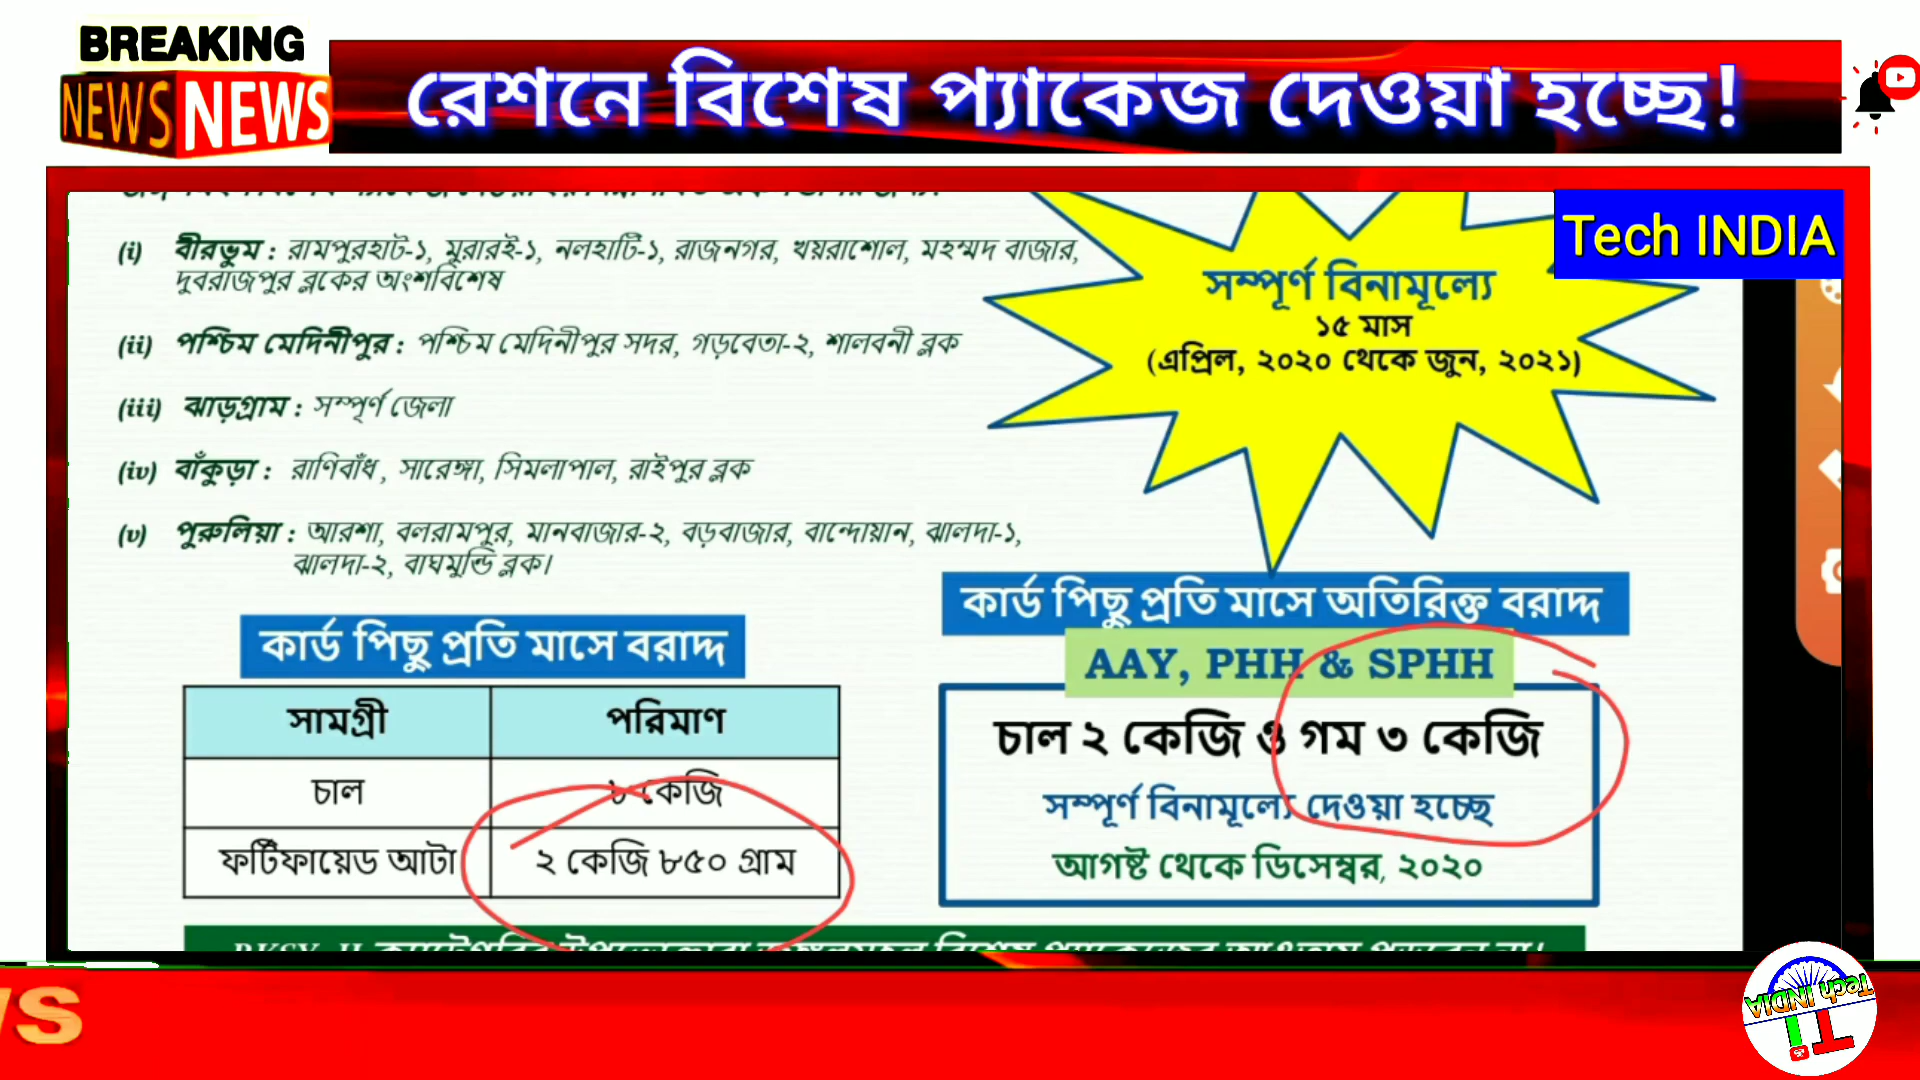 BREAKING
NEWS NEWS
রেশনে বিশেষ প্যাকেজ দেওয়া হচ্ছে!
Tech INDIA
(i) বীরভুম : রামপুরহাট-১, মুরারই-১, নলহাটি-১, রাজনগর, খয়রাশোল, মহম্মদ বাজার,
দুবরাজপুর ব্লকের অংশবিশেষ
(ii) পশ্চিম মেদিনীপুর : পশ্চিম মেদিনীপুর সদর, গড়বেতা-২, শালবনী ব্লক
(iii) ঝাড়গ্রাম : সম্পূর্ণ জেলা
(iv) বাঁকুড়া : রাণিবাঁধ, সারেঙ্গা, সিমলাপাল, রাইপুর ব্লক
(v) পুরুলিয়া : আরশা, বলরামপুর, মানবাজার-২, বড়বাজার, বান্দোয়ান, ঝালদা-১,
ঝালদা-২, বাঘমুন্ডি ব্লক।
সম্পূর্ণ বিনামূল্যে
১৫ মাস
(এপ্রিল, ২০২০ থেকে জুন, ২০২১)
কার্ড পিছু প্রতি মাসে বরাদ্দ
সামগ্রী পরিমাণ
চাল ৮ কেজি
ফর্টিফায়েড আটা ২ কেজি ৮৫০ গ্রাম
কার্ড পিছু প্রতি মাসে অতিরিক্ত বরাদ্দ
AAY, PHH & SPHH
চাল ২ কেজি ও গম ৩ কেজি
সম্পূর্ণ বিনামূল্যে দেওয়া হচ্ছে
আগষ্ট থেকে ডিসেম্বর, ২০২০
Tech INDIA